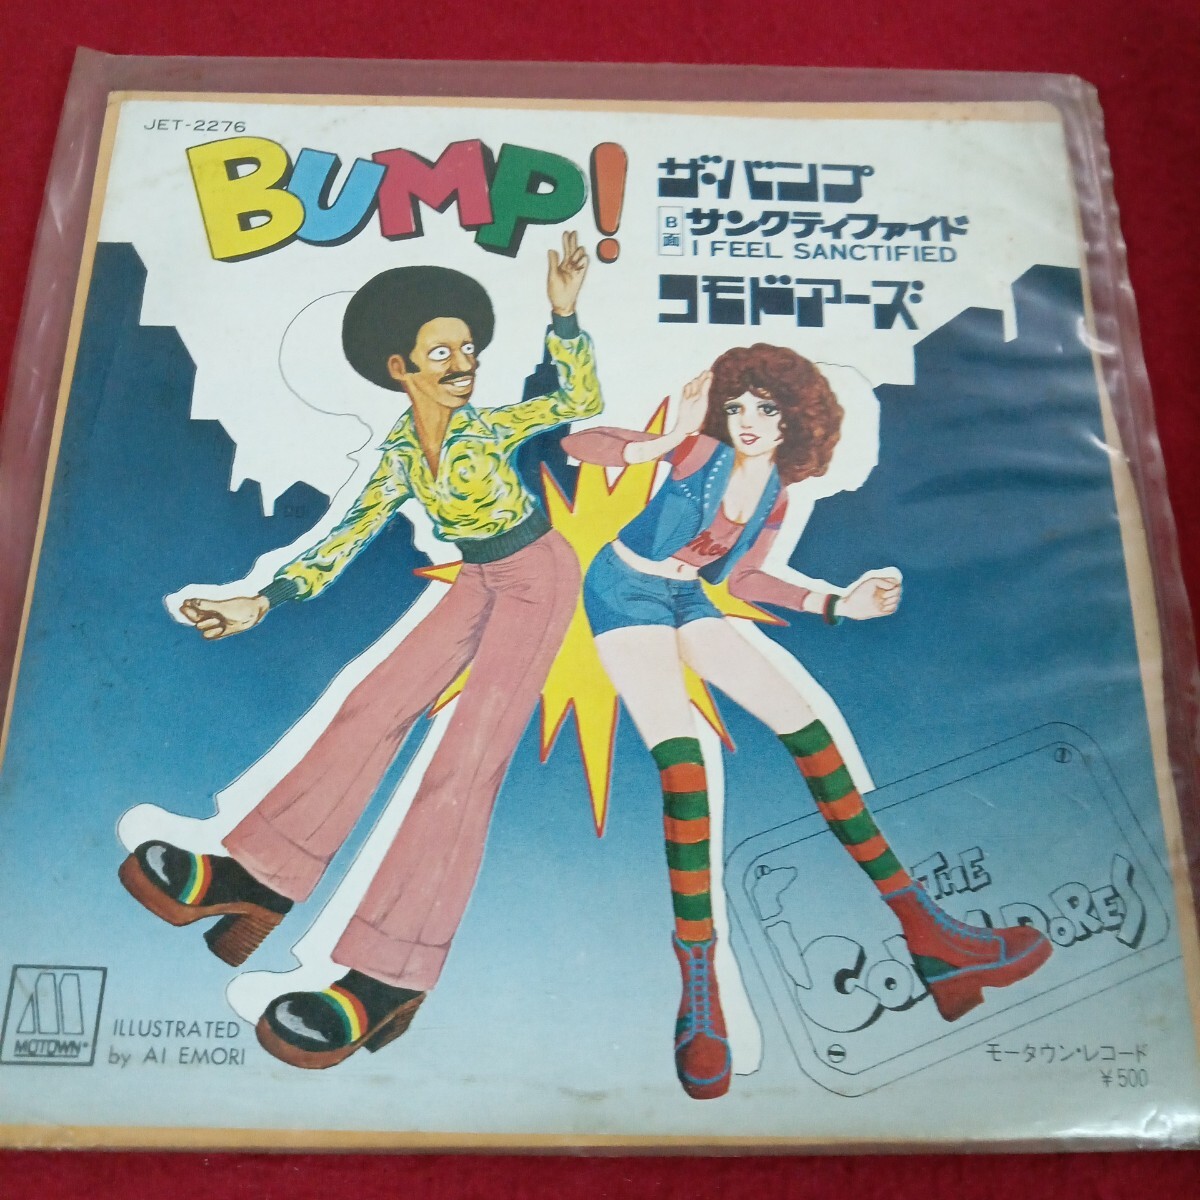 JET-2276
BUMP!
ザ・バンプ
B面 サンクティファイド
I FEEL SANCTIFIED
コモドアーズ
THE
MOTOWN®
ILLUSTRATED
by AI EMORI
モータウン・レコード
¥500